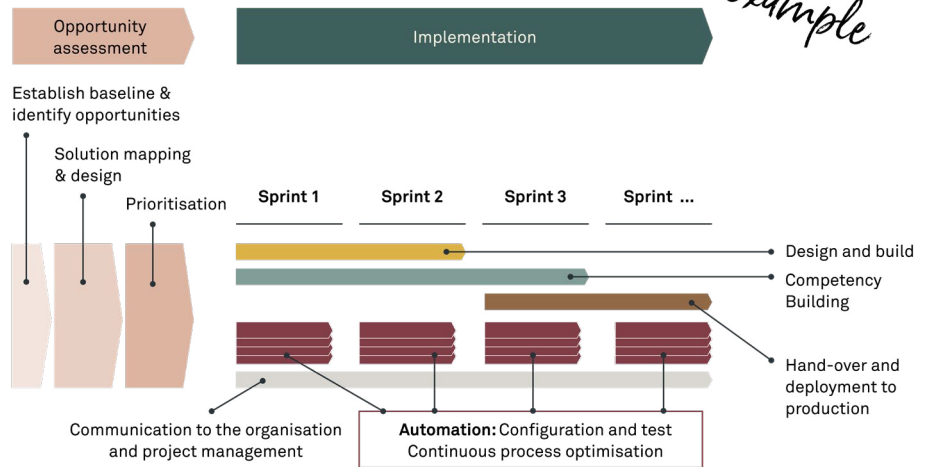 example
Opportunity
assessment
Implementation
Establish baseline &
identify opportunities
Solution mapping
& design
Prioritisation
Sprint 1
Sprint 2
Sprint 3
Sprint ...
Design and build
Competency
Building
Hand-over and
deployment to
production
Communication to the organisation
and project management
Automation: Configuration and test
Continuous process optimisation